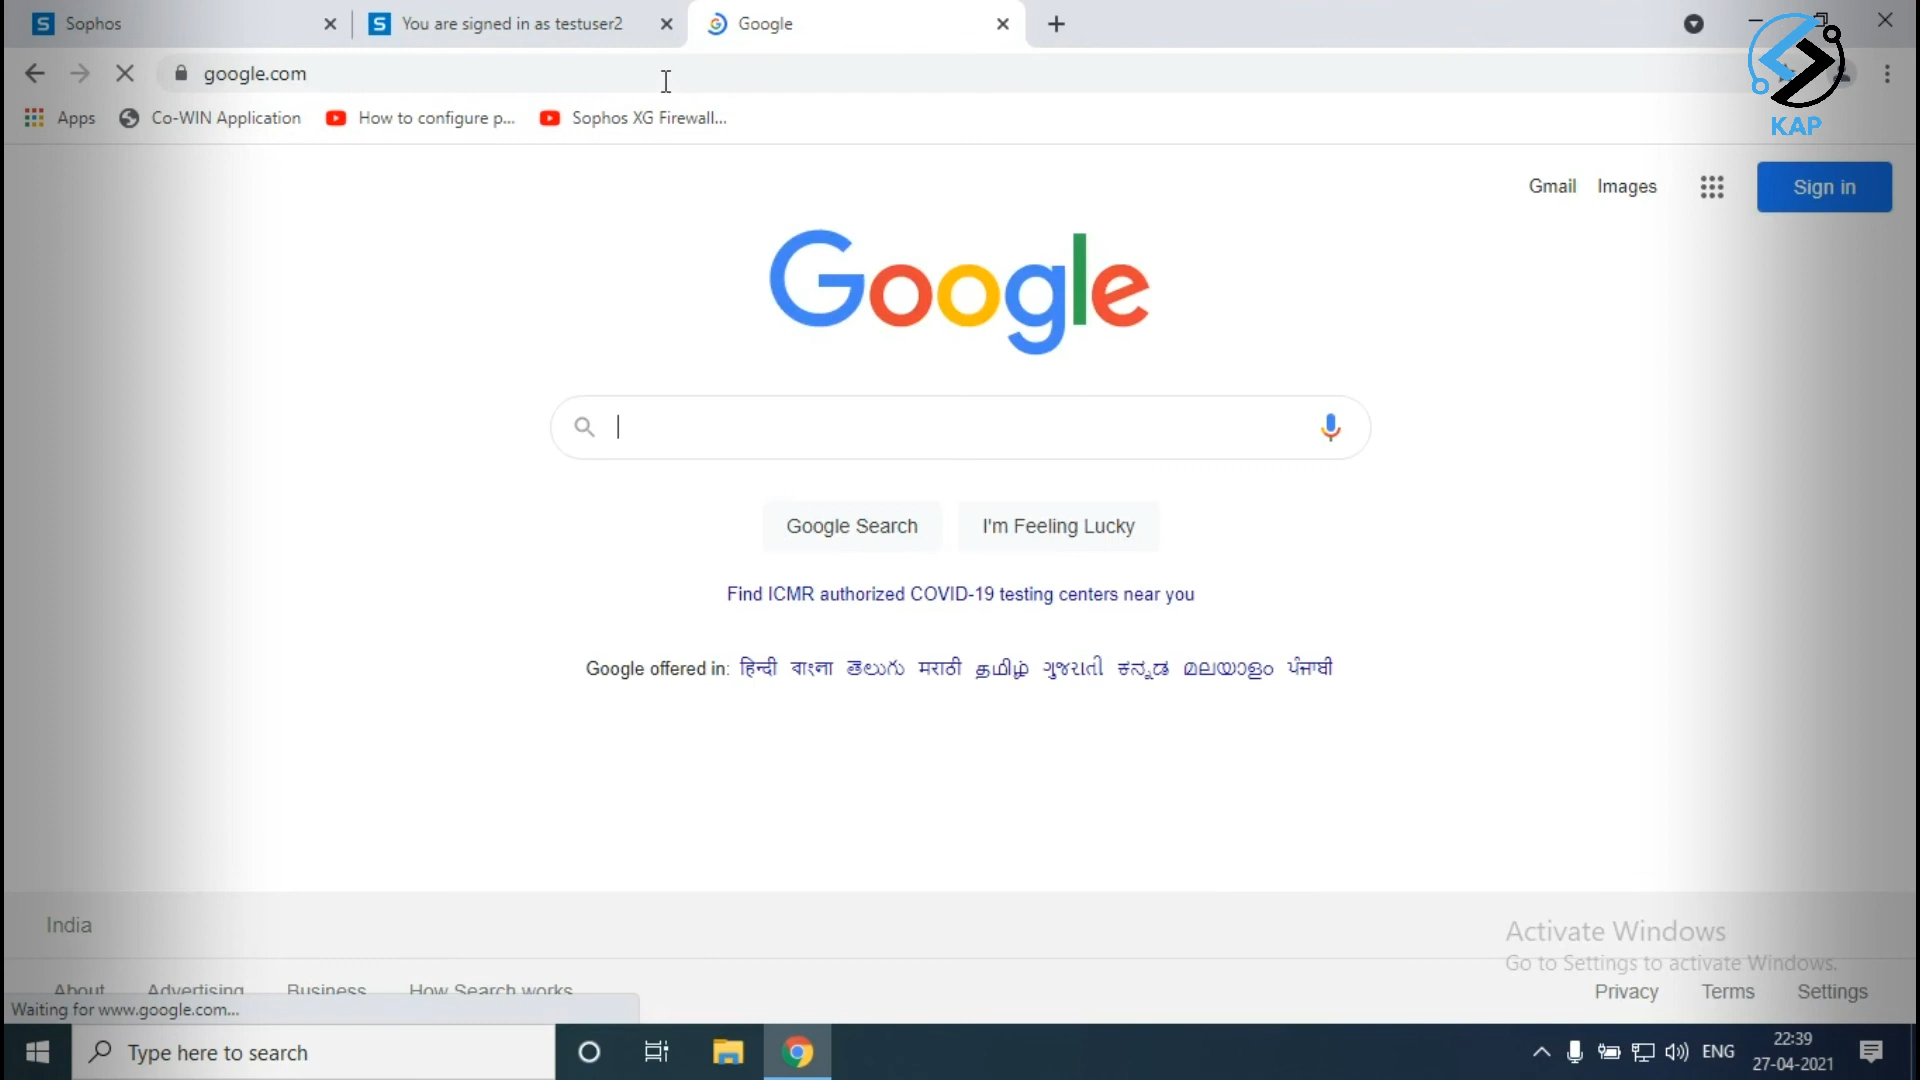 Sophos
You are signed in as testuser2
Google
google.com
Apps
Co-WIN Application
How to configure p...
Sophos XG Firewall...
KAP
Gmail
Images
Sign in
Google
Google Search
I'm Feeling Lucky
Find ICMR authorized COVID-19 testing centers near you
Google offered in: हिन्दी বাংলা తెలుగు मराठी தமிழ் ગુજરાતી ಕನ್ನಡ മലയാളം ਪੰਜਾਬੀ
India
Activate Windows
Go to Settings to activate Windows.
About
Advertising
Business
How Search works
Privacy
Terms
Settings
Waiting for www.google.com...
Type here to search
ENG
22:39
27-04-2021